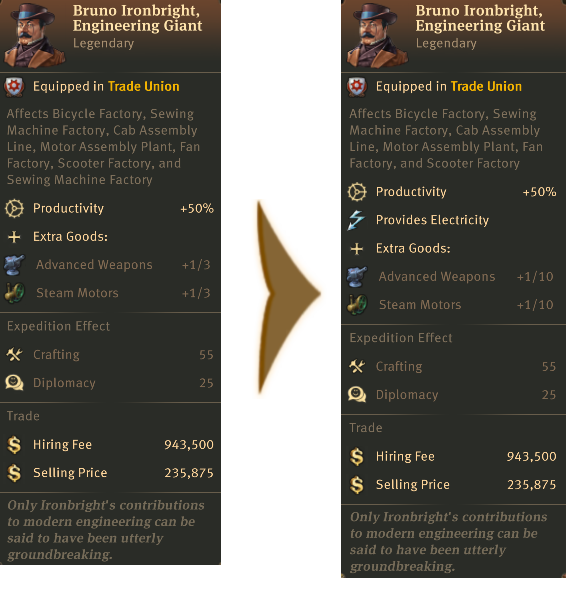 Bruno Ironbright,
Engineering Giant
Legendary
Equipped in Trade Union
Affects Bicycle Factory, Sewing
Machine Factory, Cab Assembly
Line, Motor Assembly Plant, Fan
Factory, Scooter Factory, and
Sewing Machine Factory
Productivity +50%
Extra Goods:
Advanced Weapons +1/3
Steam Motors +1/3
Expedition Effect
Crafting 55
Diplomacy 25
Trade
Hiring Fee 943,500
Selling Price 235,875
Only Ironbright's contributions
to modern engineering can be
said to have been utterly
groundbreaking.
Bruno Ironbright,
Engineering Giant
Legendary
Equipped in Trade Union
Affects Bicycle Factory, Sewing
Machine Factory, Cab Assembly
Line, Motor Assembly Plant, Fan
Factory, and Scooter Factory
Productivity +50%
Provides Electricity
Extra Goods:
Advanced Weapons +1/10
Steam Motors +1/10
Expedition Effect
Crafting 55
Diplomacy 25
Trade
Hiring Fee 943,500
Selling Price 235,875
Only Ironbright's contributions
to modern engineering can be
said to have been utterly
groundbreaking.